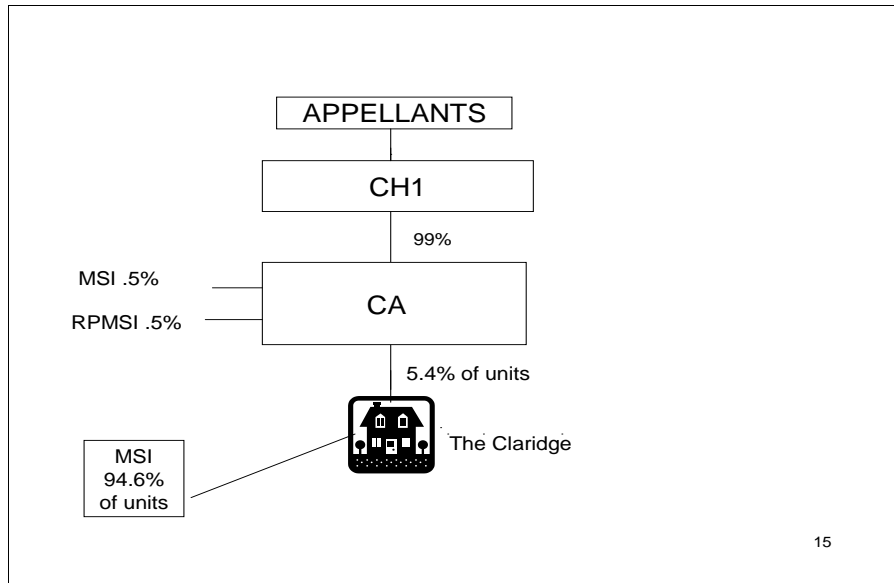 APPELLANTS
CH1
99%
MSI .5%
RPMSI .5%
CA
5.4% of units
The Claridge
MSI
94.6%
of units
15